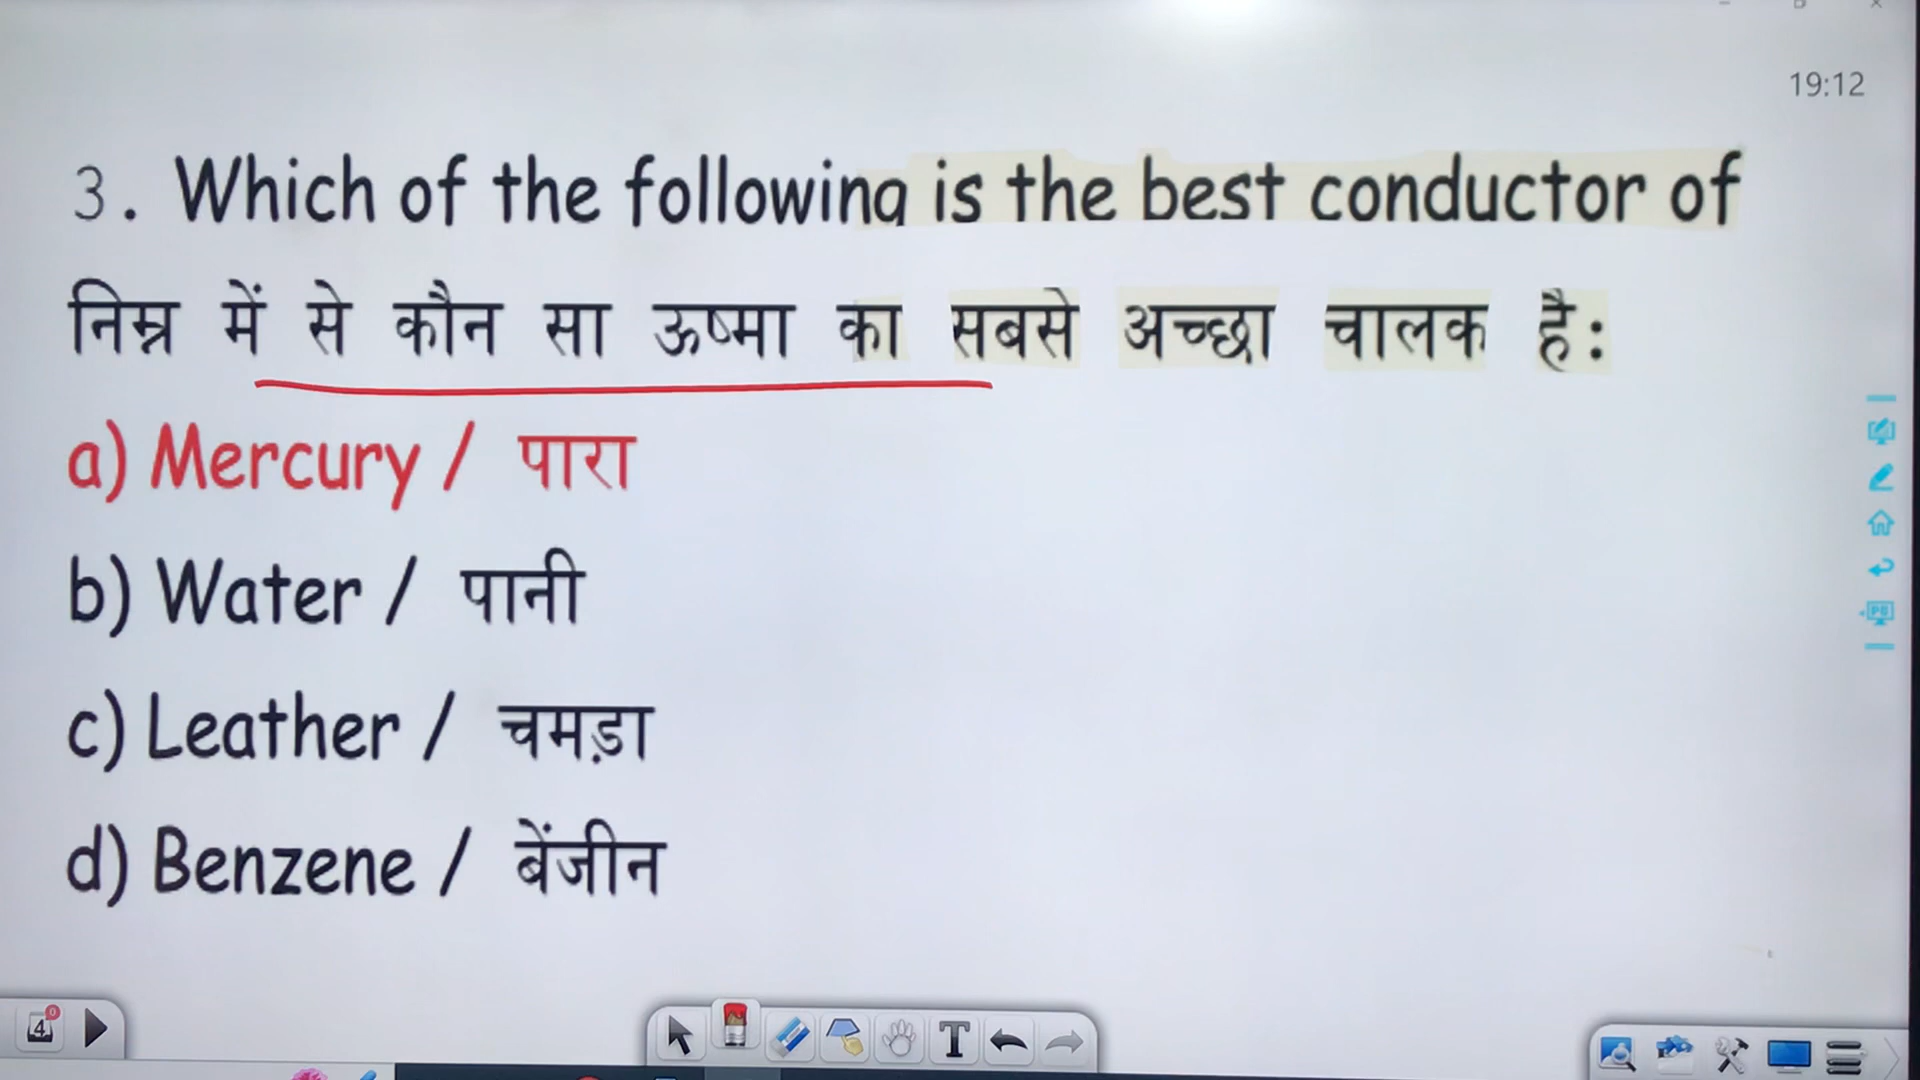 19:12
3. Which of the following is the best conductor of
निम्न में से कौन सा ऊष्मा का सबसे अच्छा चालक है:
a) Mercury / पारा
b) Water / पानी
c) Leather / चमड़ा
d) Benzene / बेंजीन